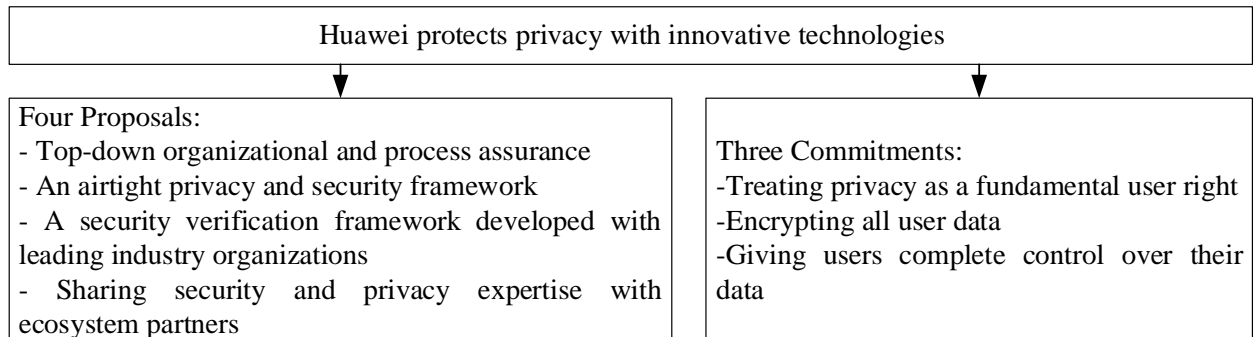 Huawei protects privacy with innovative technologies
Four Proposals:
- Top-down organizational and process assurance
- An airtight privacy and security framework
- A security verification framework developed with
leading industry organizations
- Sharing security and privacy expertise with
ecosystem partners
Three Commitments:
-Treating privacy as a fundamental user right
-Encrypting all user data
-Giving users complete control over their
data